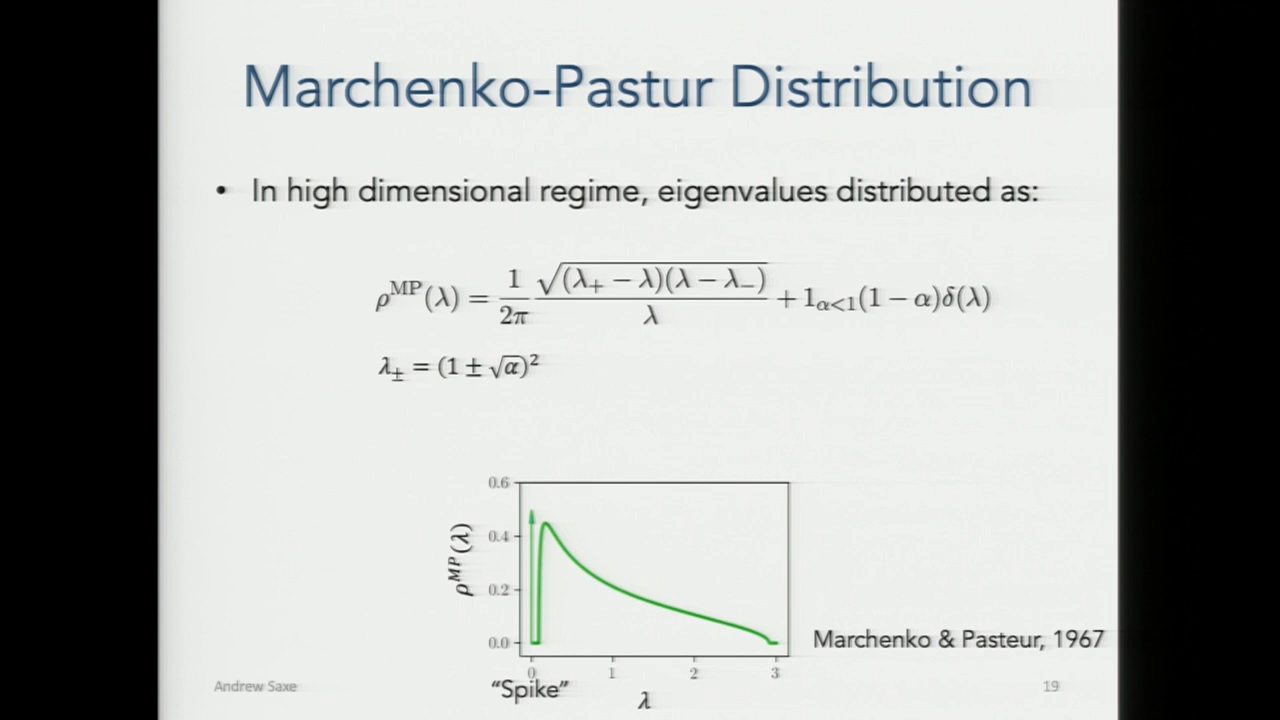 Marchenko-Pastur Distribution
• In high dimensional regime, eigenvalues distributed as:
ρ^MP(λ) = 1/2π √(λ₊ − λ)(λ − λ₋)/λ + 1_α<1(1 − α)δ(λ)
λ± = (1 ± √α)²
0.6
0.4
0.2
0.0
ρ^MP(λ)
0 1 2 3
"Spike"
λ
Marchenko & Pasteur, 1967
Andrew Saxe
19